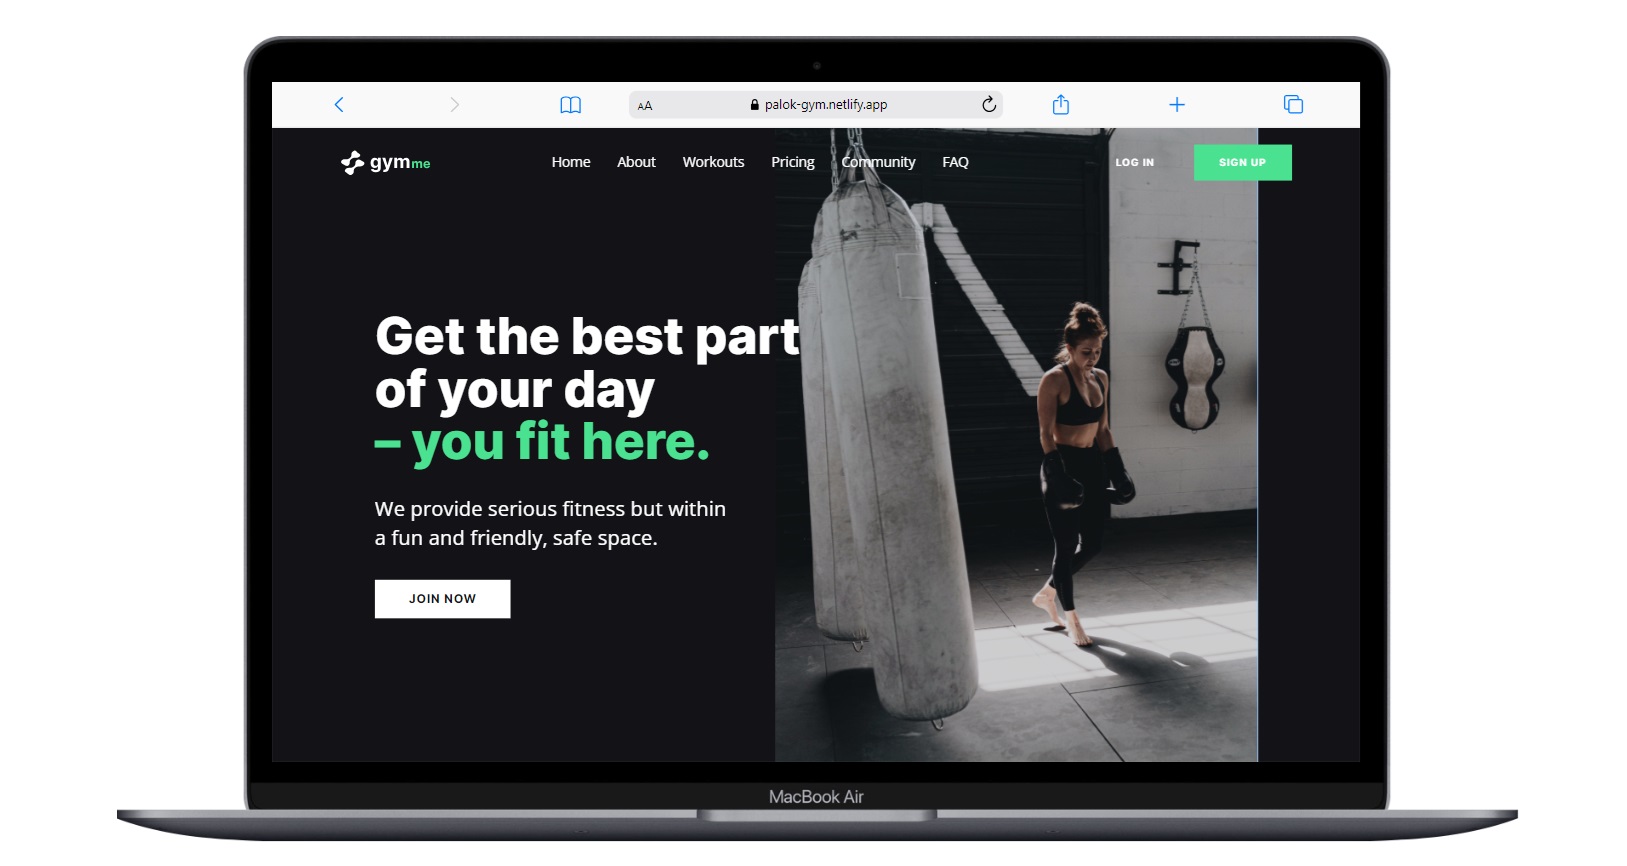 AA palok-gym.netlify.app
gymme Home About Workouts Pricing Community FAQ LOG IN SIGN UP
Get the best part
of your day
– you fit here.
We provide serious fitness but within
a fun and friendly, safe space.
JOIN NOW
MacBook Air